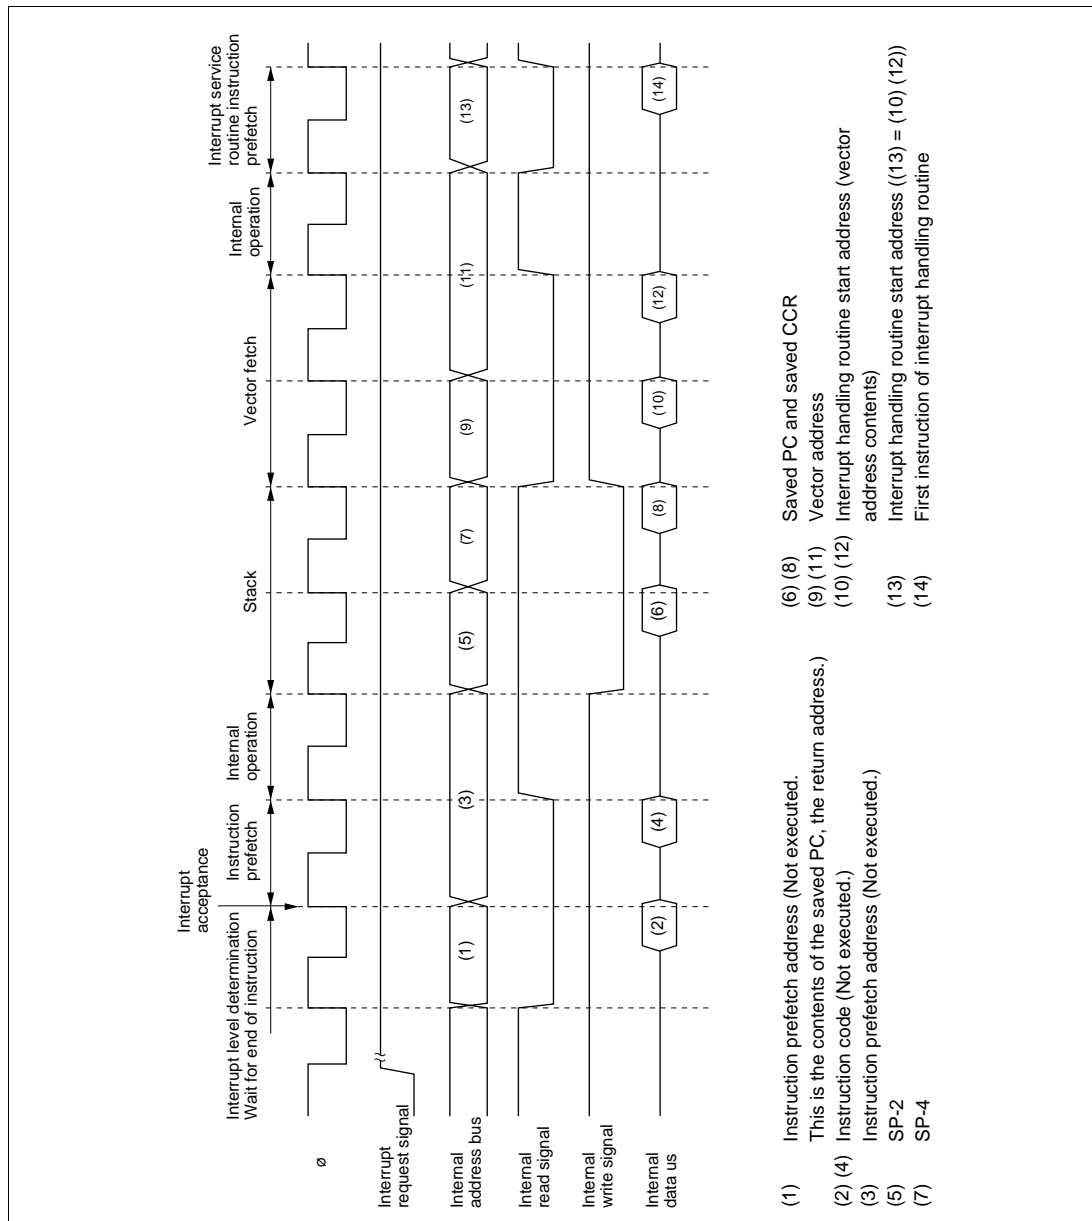 Interrupt
acceptance
Interrupt level determination
Wait for end of instruction
Instruction
prefetch
Internal
operation
Stack
Vector fetch
Internal
operation
Interrupt service
routine instruction
prefetch
ø
Interrupt
request signal
Internal
address bus
(1)
(3)
(5)
(7)
(9)
(11)
(13)
Internal
read signal
Internal
write signal
Internal
data us
(2)
(4)
(6)
(8)
(10)
(12)
(14)
(1) Instruction prefetch address (Not executed.
This is the contents of the saved PC, the return address.)
(2) (4) Instruction code (Not executed.)
(3) Instruction prefetch address (Not executed.)
(5) SP-2
(7) SP-4
(6) (8) Saved PC and saved CCR
(9) (11) Vector address
(10) (12) Interrupt handling routine start address (vector
address contents)
(13) Interrupt handling routine start address ((13) = (10) (12))
(14) First instruction of interrupt handling routine